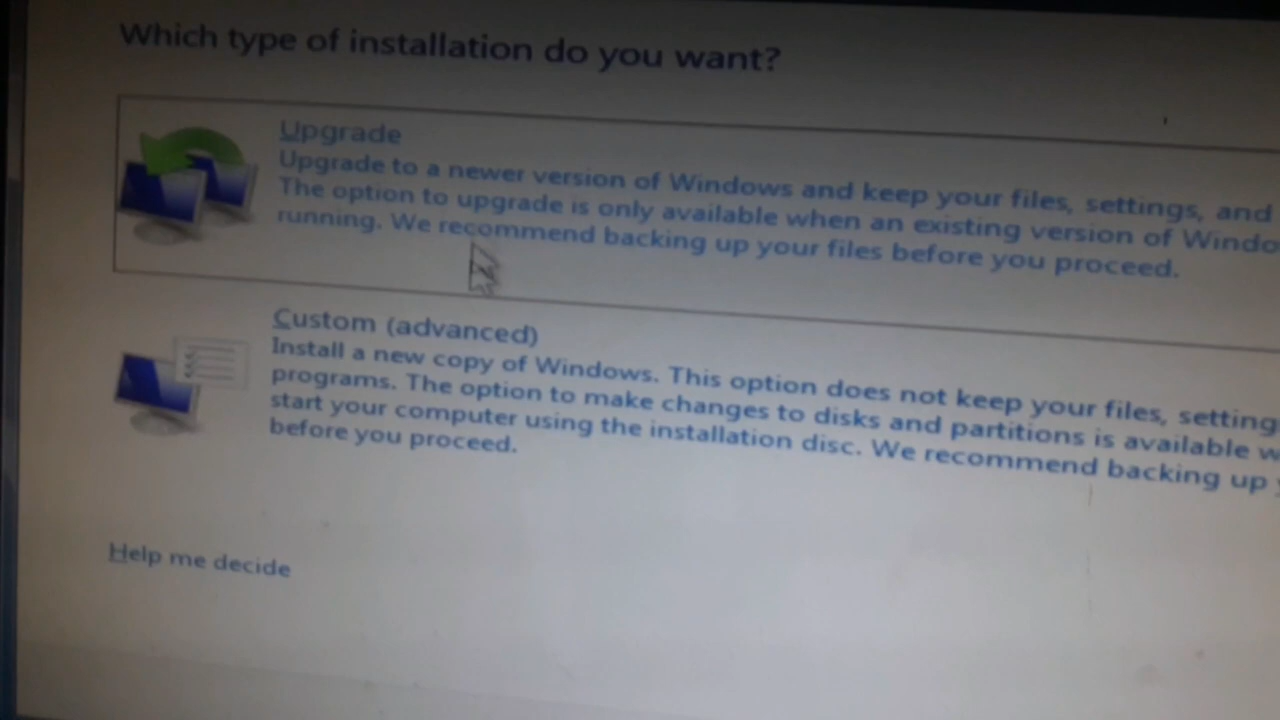 Which type of installation do you want?
Upgrade
Upgrade to a newer version of Windows and keep your files, settings, and
The option to upgrade is only available when an existing version of Windo
running. We recommend backing up your files before you proceed.
Custom (advanced)
Install a new copy of Windows. This option does not keep your files, setting
programs. The option to make changes to disks and partitions is available w
start your computer using the installation disc. We recommend backing up y
before you proceed.
Help me decide